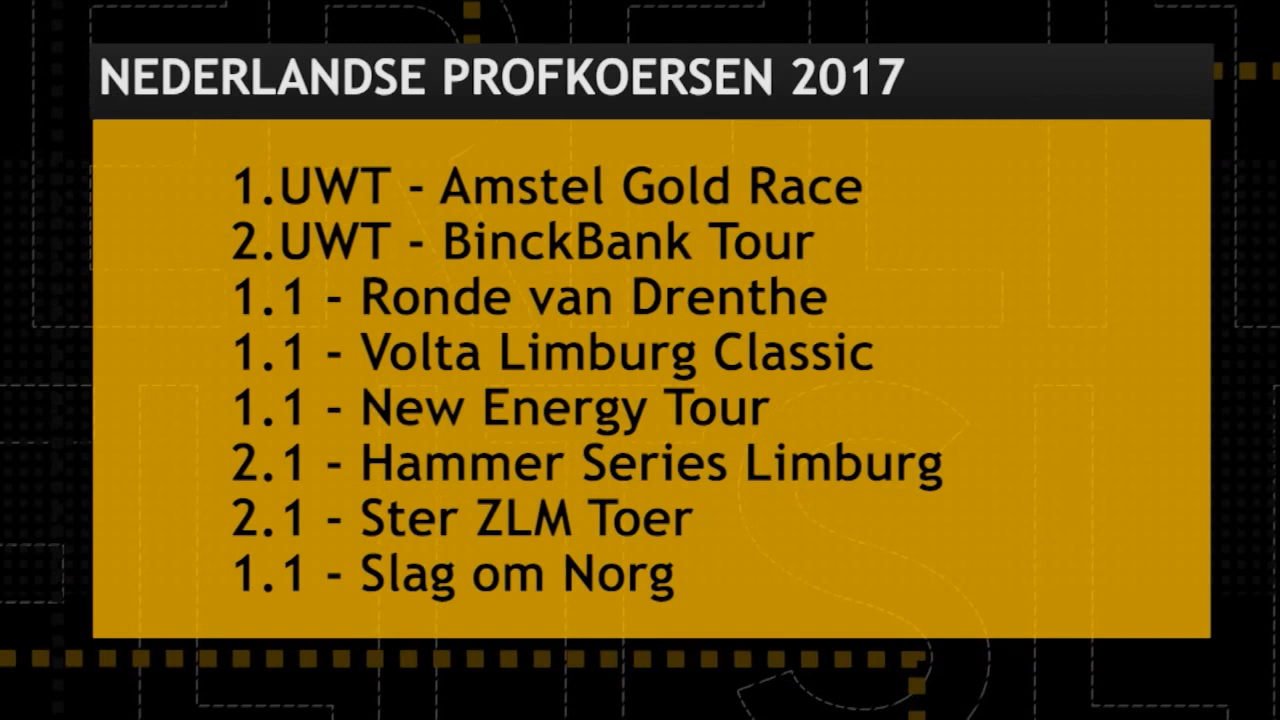 NEDERLANDSE PROFKOERSEN 2017
1.UWT - Amstel Gold Race
2.UWT - BinckBank Tour
1.1 - Ronde van Drenthe
1.1 - Volta Limburg Classic
1.1 - New Energy Tour
2.1 - Hammer Series Limburg
2.1 - Ster ZLM Toer
1.1 - Slag om Norg